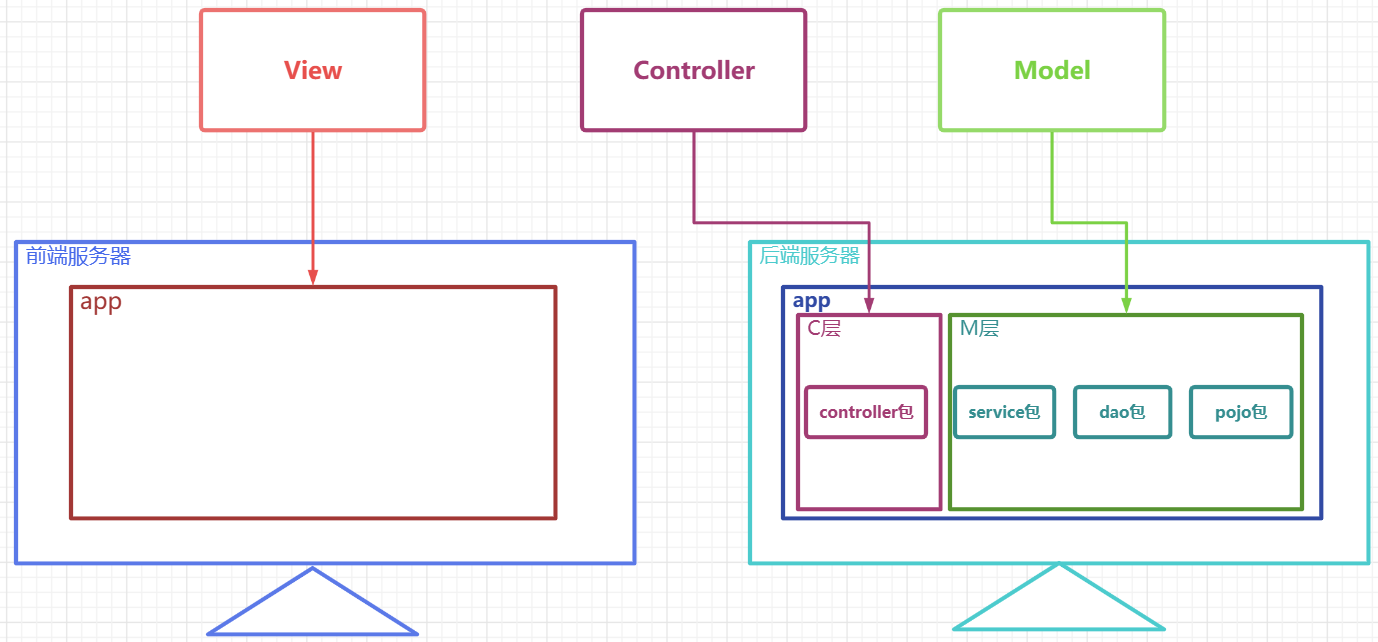 View
Controller
Model
前端服务器
app
后端服务器
app
C层
M层
controller包
service包
dao包
pojo包